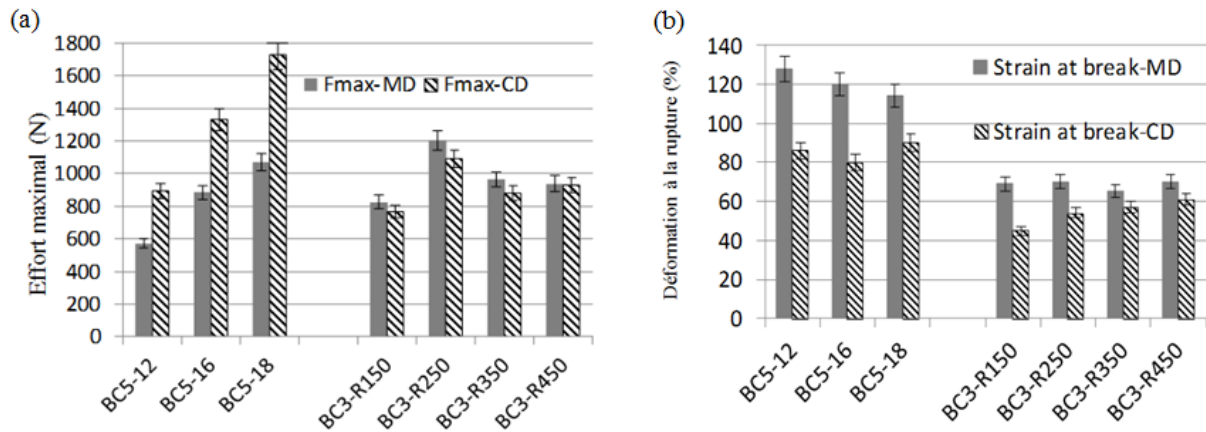 (a)
1800
1600
1400
1200
1000
800
600
400
200
0
Effort maximal (N)
Fmax-MD Fmax-CD
BC5-12
BC5-16
BC5-18
BC3-R150
BC3-R250
BC3-R350
BC3-R450
(b)
140
120
100
80
60
40
20
0
Déformation à la rupture (%)
Strain at break-MD
Strain at break-CD
BC5-12
BC5-16
BC5-18
BC3-R150
BC3-R250
BC3-R350
BC3-R450